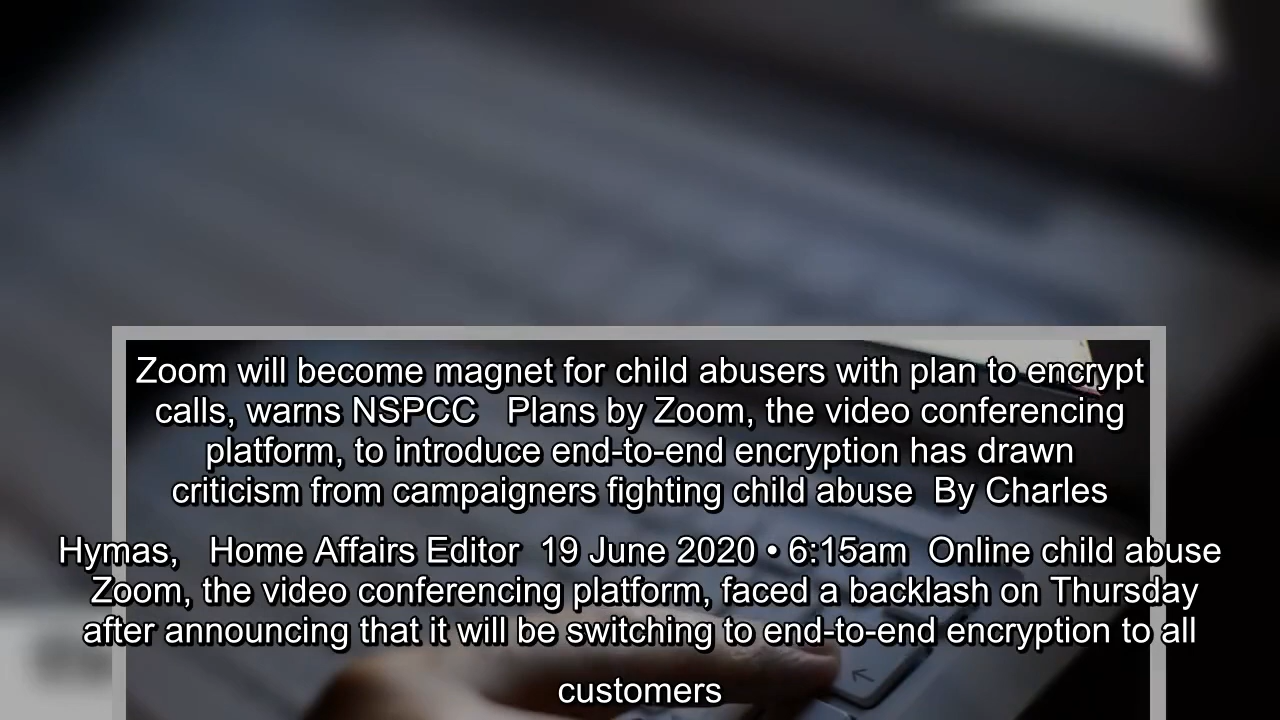 Zoom will become magnet for child abusers with plan to encrypt
calls, warns NSPCC   Plans by Zoom, the video conferencing
platform, to introduce end-to-end encryption has drawn
criticism from campaigners fighting child abuse  By Charles
Hymas,   Home Affairs Editor  19 June 2020 • 6:15am  Online child abuse
Zoom, the video conferencing platform, faced a backlash on Thursday
after announcing that it will be switching to end-to-end encryption to all
customers